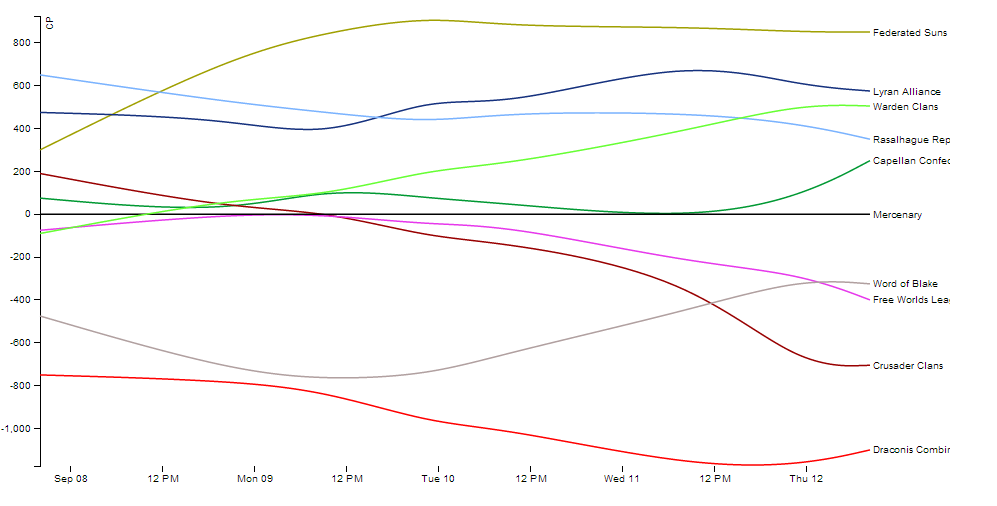 CP
800
600
400
200
0
-200
-400
-600
-800
-1,000
Federated Suns
Lyran Alliance
Warden Clans
Rasalhague Rep
Capellan Confec
Mercenary
Word of Blake
Free Worlds Lea
Crusader Clans
Draconis Combir
Sep 08 12 PM Mon 09 12 PM Tue 10 12 PM Wed 11 12 PM Thu 12